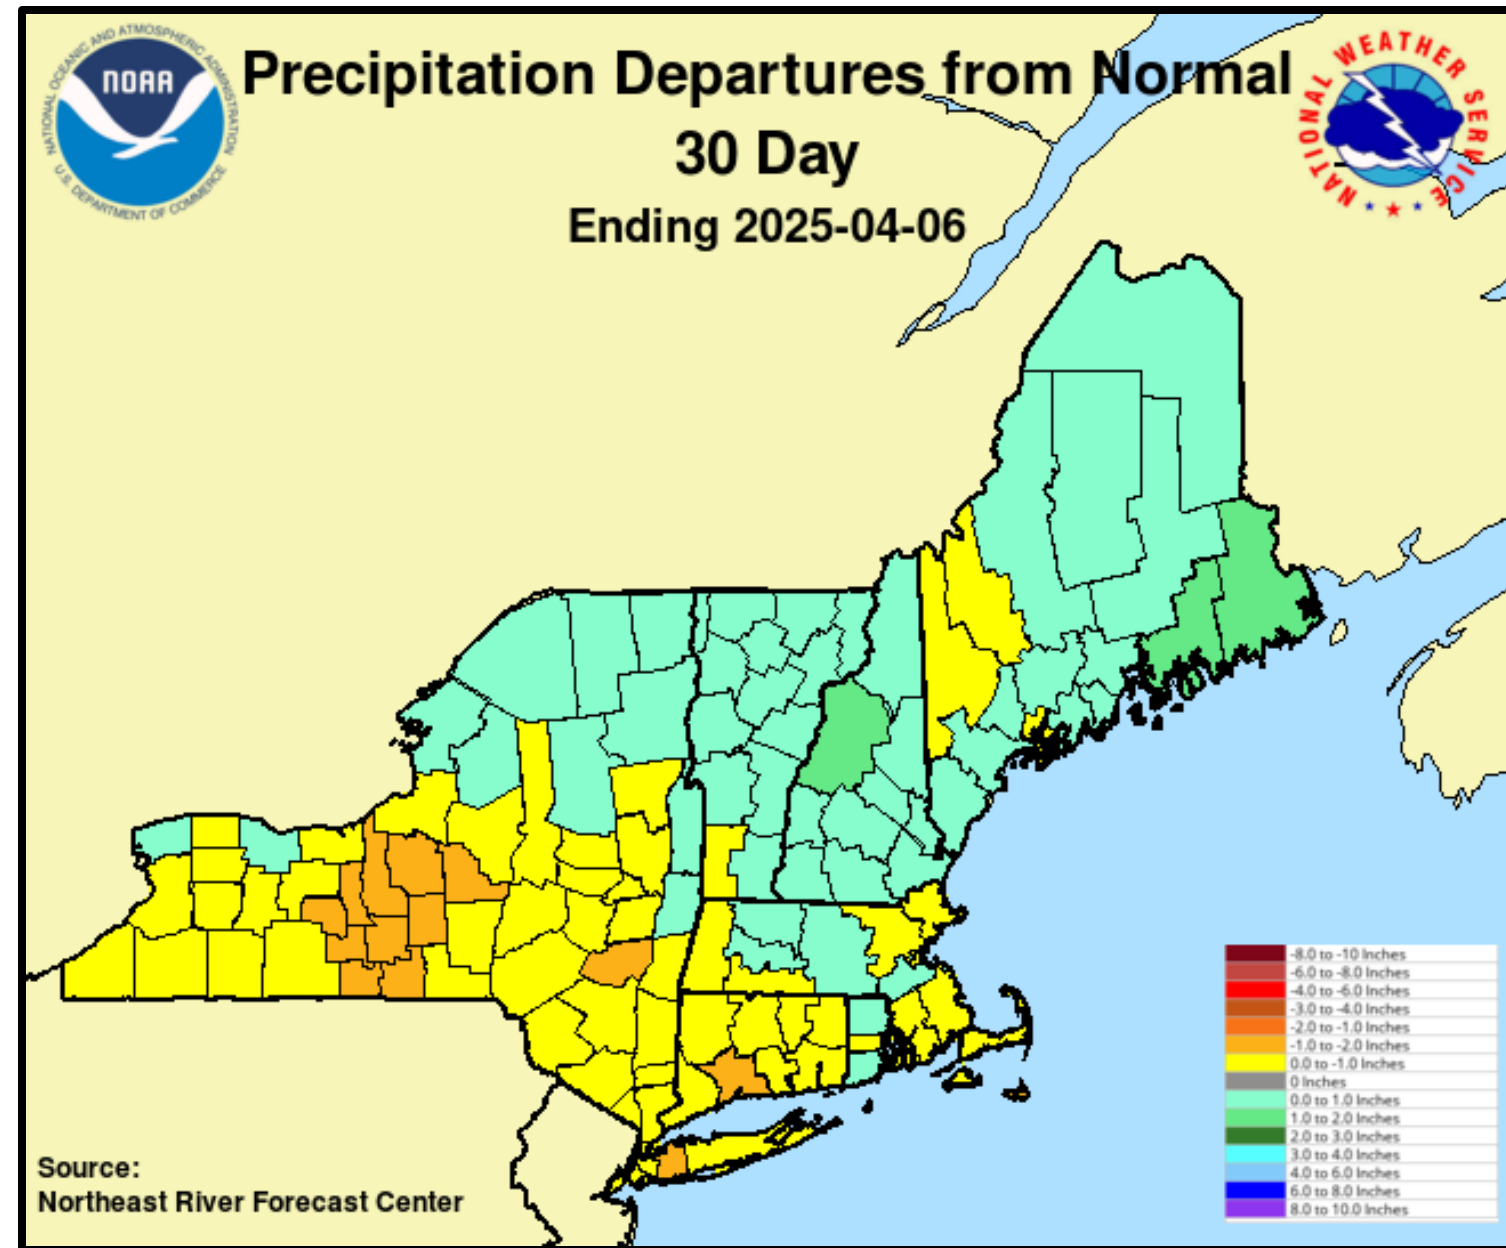 NATIONAL OCEANIC AND ATMOSPHERIC ADMINISTRATION
U.S. DEPARTMENT OF COMMERCE
NOAA
Precipitation Departures from Normal
30 Day
Ending 2025-04-06
NATIONAL WEATHER SERVICE
-8.0 to -10 Inches
-6.0 to -8.0 Inches
-4.0 to -6.0 Inches
-3.0 to -4.0 Inches
-2.0 to -1.0 Inches
-1.0 to -2.0 Inches
0.0 to -1.0 Inches
0 Inches
0.0 to 1.0 Inches
1.0 to 2.0 Inches
2.0 to 3.0 Inches
3.0 to 4.0 Inches
4.0 to 6.0 Inches
6.0 to 8.0 Inches
8.0 to 10.0 Inches
Source:
Northeast River Forecast Center